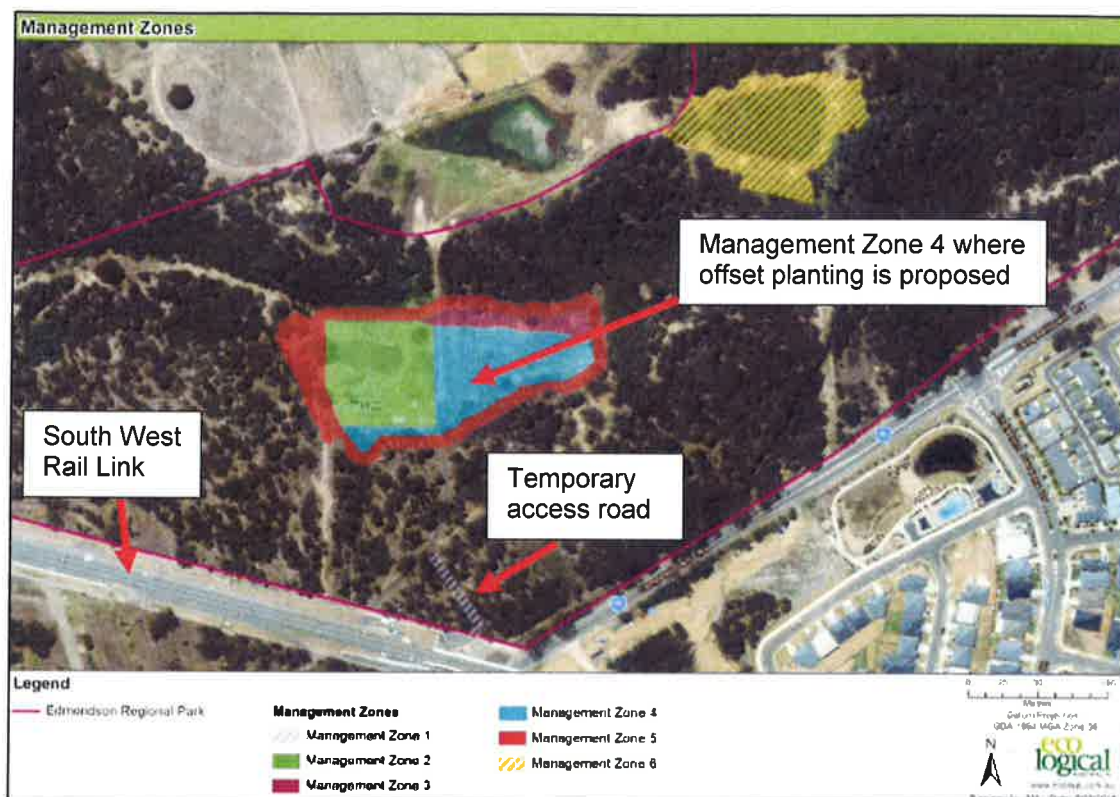 Management Zones
Management Zone 4 where
offset planting is proposed
South West
Rail Link
Temporary
access road
Legend
Edmondson Regional Park
Management Zones
Management Zone 1
Management Zone 2
Management Zone 3
Management Zone 4
Management Zone 5
Management Zone 6
N
eco
logical